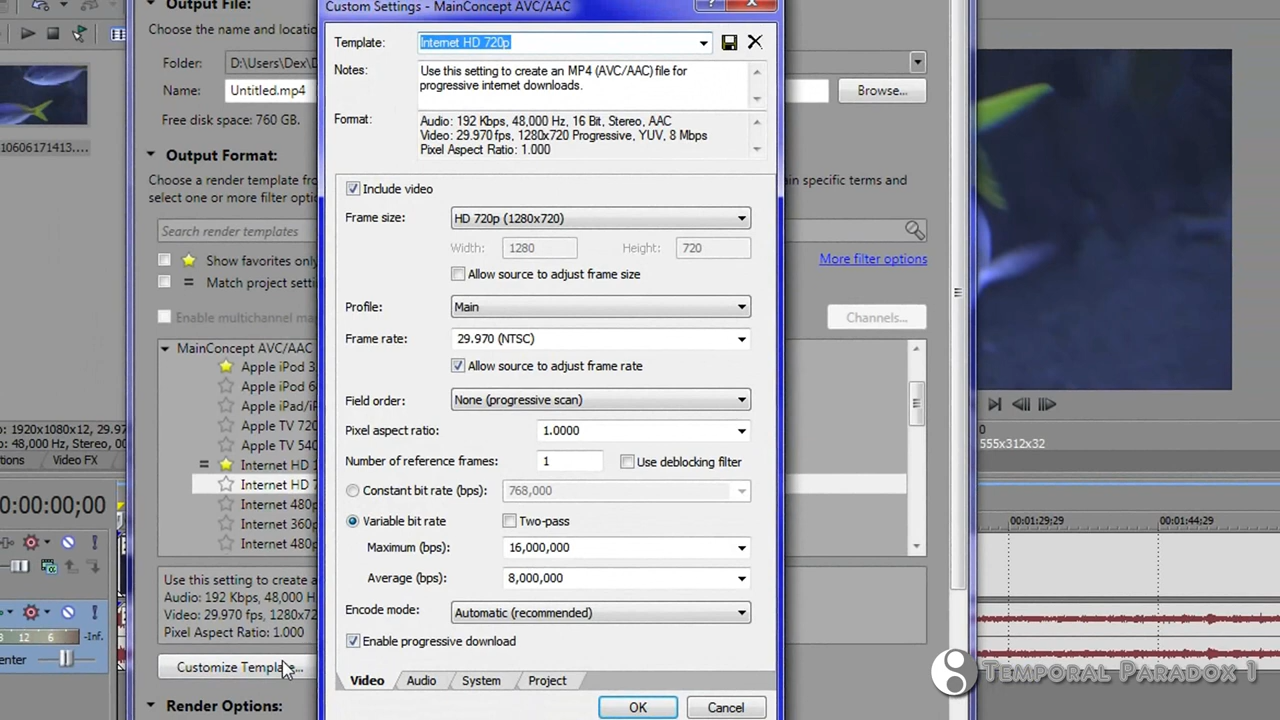 Output File:
Custom Settings - MainConcept AVC/AAC
Choose the name and locati
Template:
Internet HD 720p
Folder:
D:\Users\Dex\D
Notes:
Use this setting to create an MP4 (AVC/AAC) file for
progressive internet downloads.
Name:
Untitled.mp4
Browse...
Free disk space: 760 GB.
Format:
Audio: 192 Kbps, 48,000 Hz, 16 Bit, Stereo, AAC
Video: 29.970 fps, 1280x720 Progressive, YUV, 8 Mbps
Pixel Aspect Ratio: 1.000
10606171413....
Output Format:
Choose a render template fro
ain specific terms and
select one or more filter optio
Include video
Frame size:
HD 720p (1280x720)
Search render templates
Width:
1280
Height:
720
Show favorites only
More filter options
Allow source to adjust frame size
Match project setti
Profile:
Main
Enable multichannel ma
Channels...
Frame rate:
29.970 (NTSC)
MainConcept AVC/AAC
Allow source to adjust frame rate
Apple iPod 3
Apple iPod 6
Apple iPad/iP
Apple TV 720
Apple TV 540
Internet HD 1
Internet HD 7
Internet 480p
Internet 360p
Internet 480p
Field order:
None (progressive scan)
Pixel aspect ratio:
1.0000
Number of reference frames:
1
Use deblocking filter
Constant bit rate (bps):
768,000
Variable bit rate
Two-pass
Maximum (bps):
16,000,000
Average (bps):
8,000,000
Encode mode:
Automatic (recommended)
Enable progressive download
Video
Audio
System
Project
OK
Cancel
Use this setting to create a
Audio: 192 Kbps, 48,000 H
Video: 29.970 fps, 1280x72
Pixel Aspect Ratio: 1.000
Customize Template...
Render Options:
o: 1920x1080x12, 29.970
o: 48,000 Hz, Stereo, 00
tions
Video FX
0:00:00;00
12
6
-Inf.
enter
0
555x312x32
00:01:29;29
00:01:44;29
Temporal Paradox 1